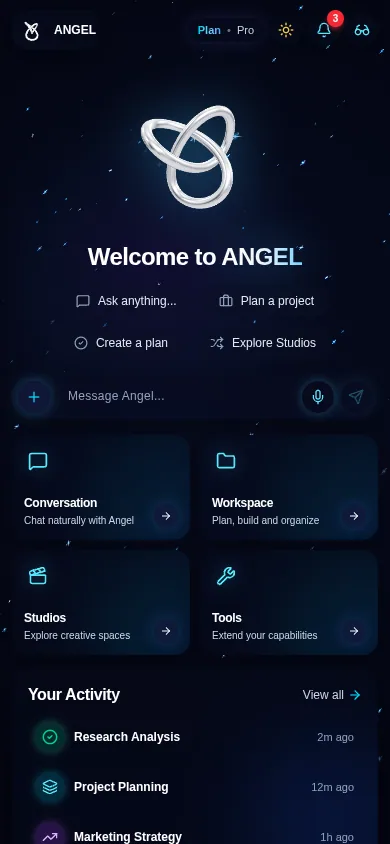 ANGEL
Plan • Pro
3
Welcome to ANGEL
Ask anything...
Plan a project
Create a plan
Explore Studios
Message Angel...
Conversation
Chat naturally with Angel
Workspace
Plan, build and organize
Studios
Explore creative spaces
Tools
Extend your capabilities
Your Activity
View all
Research Analysis
2m ago
Project Planning
12m ago
Marketing Strategy
1h ago